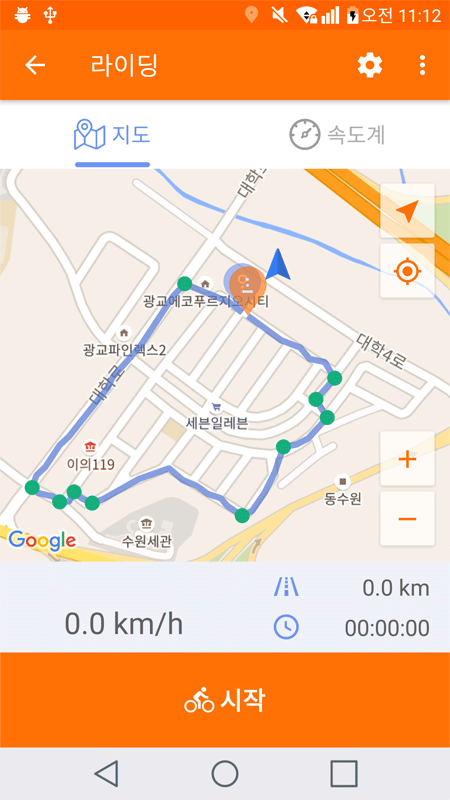 오전 11:12
라이딩
지도
속도계
대학로
광교에코푸르지오시티
대학4로
광교파인렉스2
대학로
세븐일레븐
이의119
동수원
수원세관
Google
0.0 km/h
0.0 km
00:00:00
시작